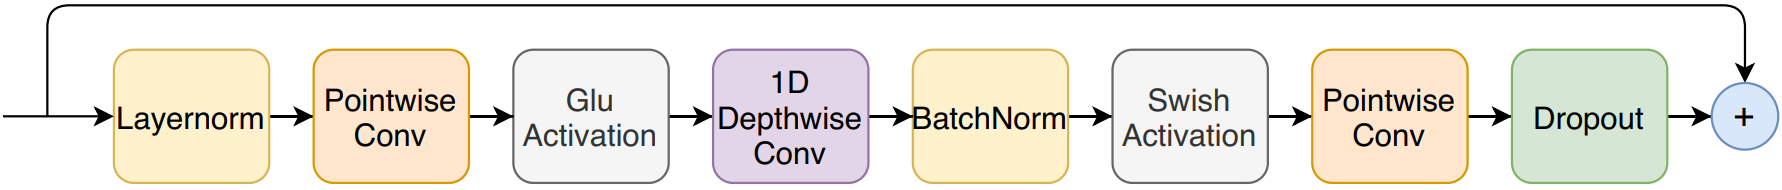 Layernorm
Pointwise
Conv
Glu
Activation
1D
Depthwise
Conv
BatchNorm
Swish
Activation
Pointwise
Conv
Dropout
+